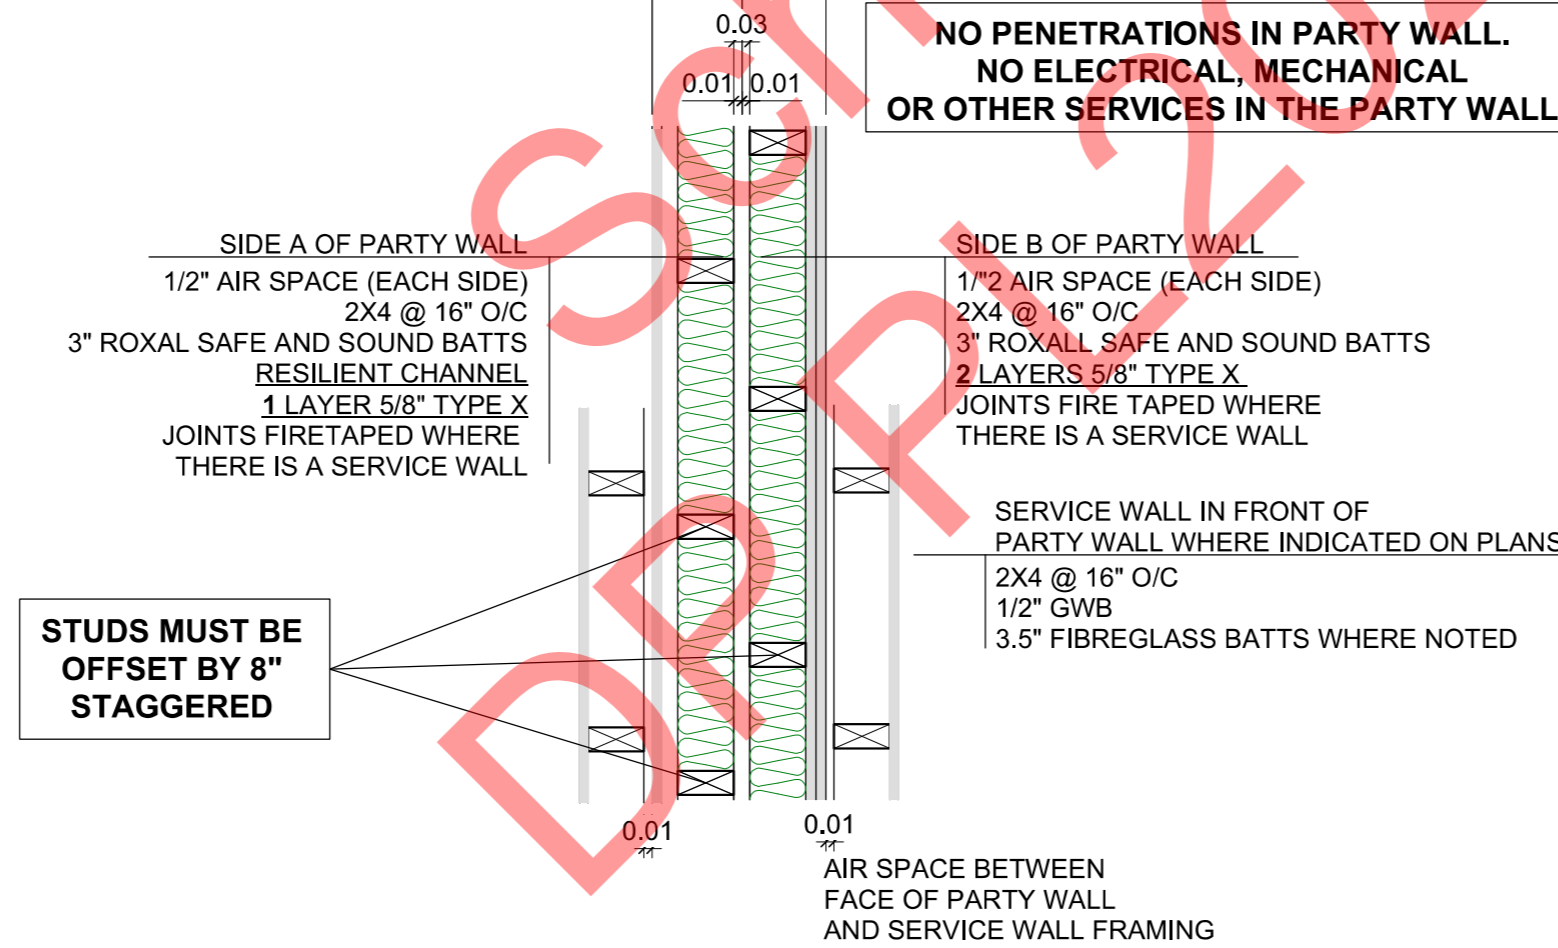 0.03
0.01 0.01
NO PENETRATIONS IN PARTY WALL.
NO ELECTRICAL, MECHANICAL
OR OTHER SERVICES IN THE PARTY WALL
SIDE A OF PARTY WALL
1/2" AIR SPACE (EACH SIDE)
2X4 @ 16" O/C
3" ROXAL SAFE AND SOUND BATTS
RESILIENT CHANNEL
1 LAYER 5/8" TYPE X
JOINTS FIRETAPED WHERE
THERE IS A SERVICE WALL
SIDE B OF PARTY WALL
1/"2 AIR SPACE (EACH SIDE)
2X4 @ 16" O/C
3" ROXALL SAFE AND SOUND BATTS
2 LAYERS 5/8" TYPE X
JOINTS FIRE TAPED WHERE
THERE IS A SERVICE WALL
SERVICE WALL IN FRONT OF
PARTY WALL WHERE INDICATED ON PLANS
2X4 @ 16" O/C
1/2" GWB
3.5" FIBREGLASS BATTS WHERE NOTED
STUDS MUST BE
OFFSET BY 8"
STAGGERED
0.01
0.01
AIR SPACE BETWEEN
FACE OF PARTY WALL
AND SERVICE WALL FRAMING
DP PL20